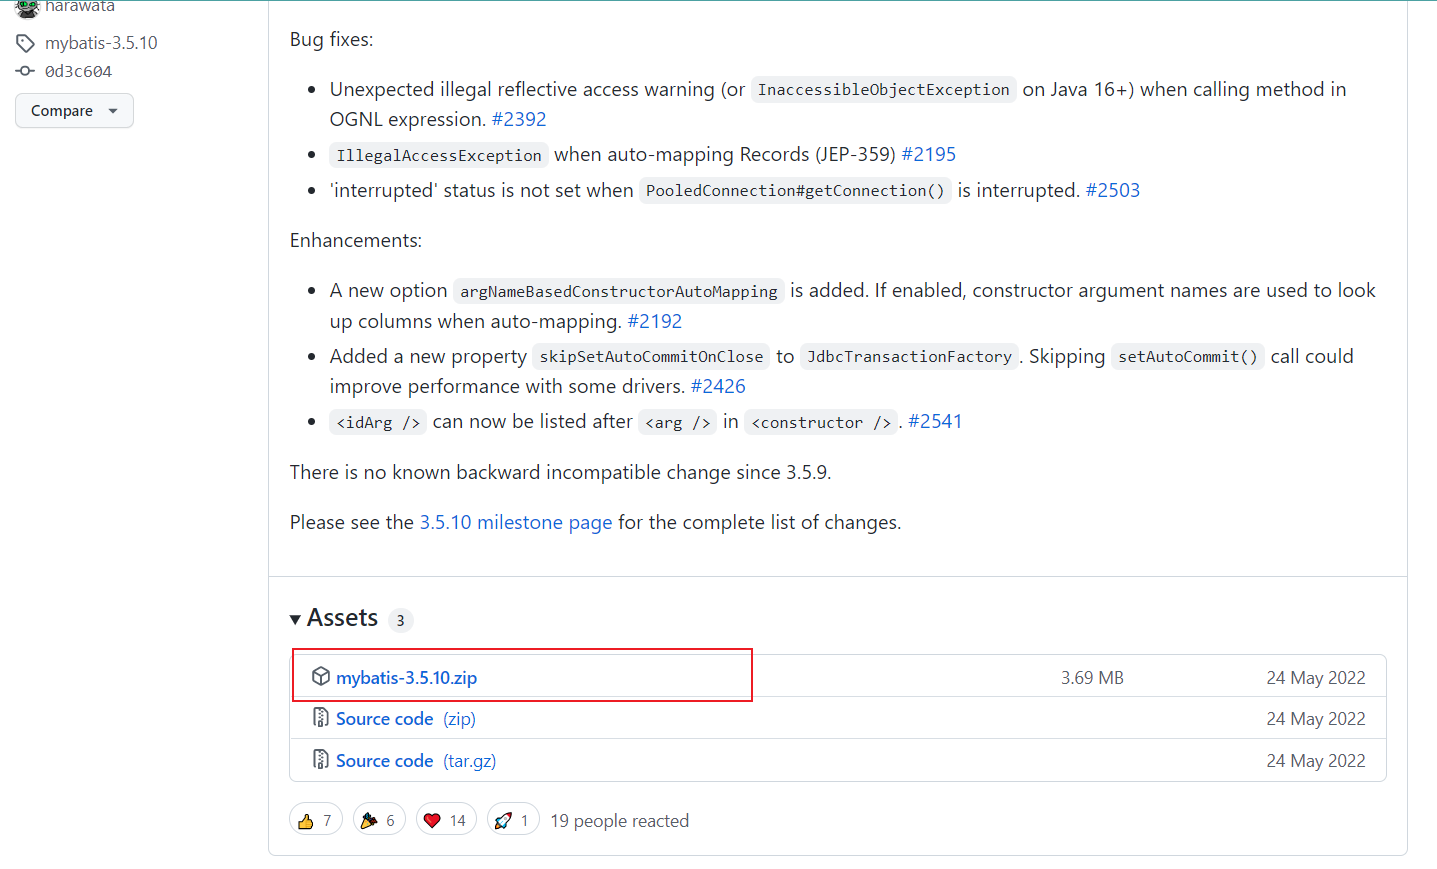 harawata
mybatis-3.5.10
0d3c604
Compare
Bug fixes:
Unexpected illegal reflective access warning (or InaccessibleObjectException on Java 16+) when calling method in
OGNL expression. #2392
IllegalAccessException when auto-mapping Records (JEP-359) #2195
'interrupted' status is not set when PooledConnection#getConnection() is interrupted. #2503
Enhancements:
A new option argNameBasedConstructorAutoMapping is added. If enabled, constructor argument names are used to look
up columns when auto-mapping. #2192
Added a new property skipSetAutoCommitOnClose to JdbcTransactionFactory. Skipping setAutoCommit() call could
improve performance with some drivers. #2426
<idArg /> can now be listed after <arg /> in <constructor />. #2541
There is no known backward incompatible change since 3.5.9.
Please see the 3.5.10 milestone page for the complete list of changes.
Assets 3
mybatis-3.5.10.zip 3.69 MB 24 May 2022
Source code (zip) 24 May 2022
Source code (tar.gz) 24 May 2022
7 6 14 1 19 people reacted